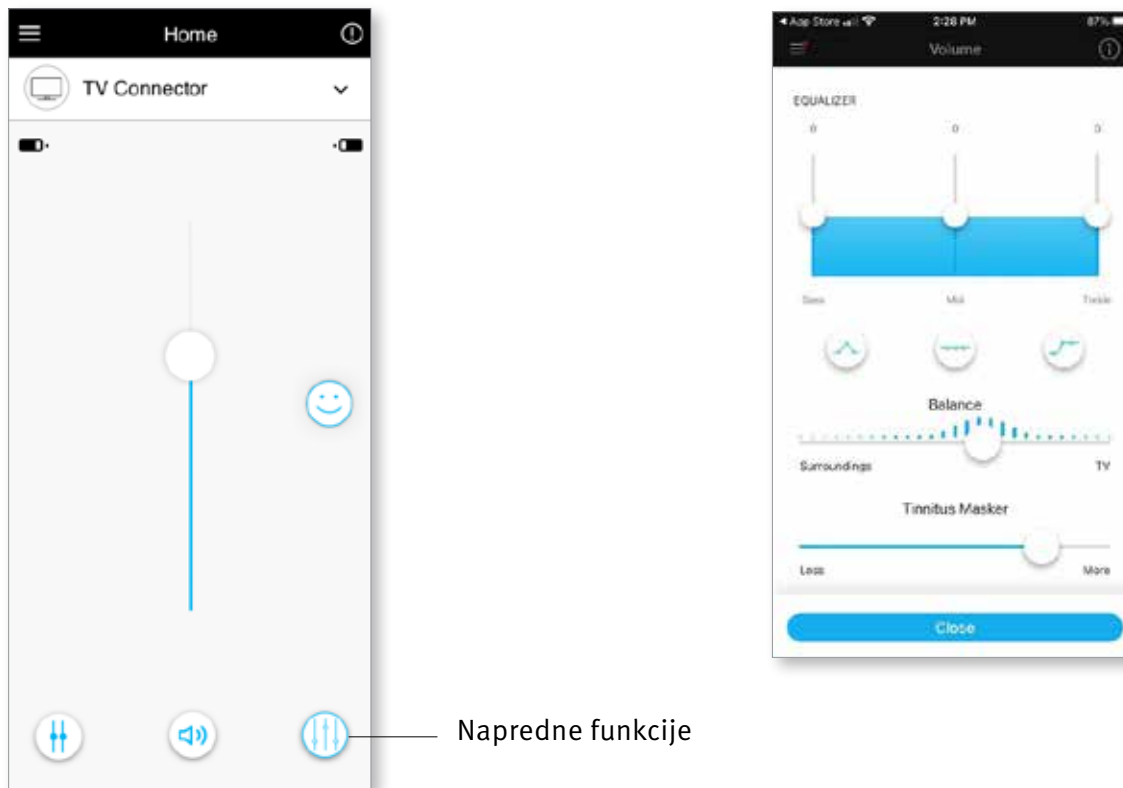 Home
TV Connector
Napredne funkcije
App Store 2:28 PM 87%
Volume
EQUALIZER
0 0 0
Bass Mid Treble
Balance
Surroundings TV
Tinnitus Masker
Less More
Close